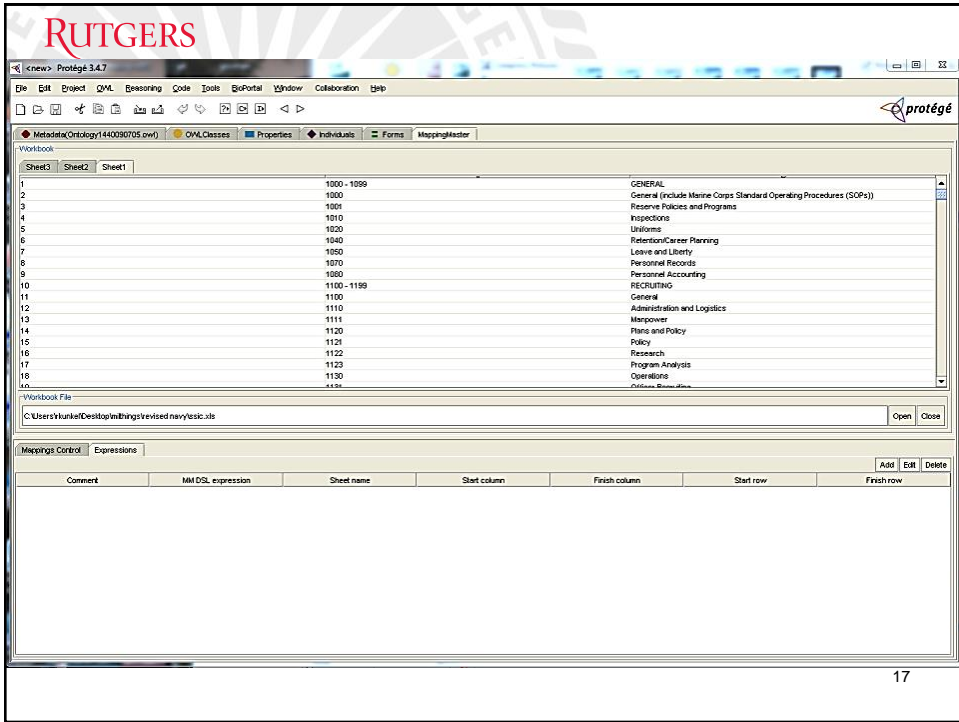 RUTGERS
<new> Protégé 3.4.7
File Edit Project OWL Reasoning Code Tools BioPortal Window Collaboration Help
protégé
Metadata(Ontology1440090705.owl) OWLClasses Properties Individuals Forms MappingMaster
Workbook
Sheet3 Sheet2 Sheet1
1 1000 - 1099 GENERAL
2 1000 General (include Marine Corps Standard Operating Procedures (SOPs))
3 1001 Reserve Policies and Programs
4 1010 Inspections
5 1020 Uniforms
6 1040 Retention/Career Planning
7 1050 Leave and Liberty
8 1070 Personnel Records
9 1080 Personnel Accounting
10 1100 - 1199 RECRUITING
11 1100 General
12 1110 Administration and Logistics
13 1111 Manpower
14 1120 Plans and Policy
15 1121 Policy
16 1122 Research
17 1123 Program Analysis
18 1130 Operations
19 1131 Officer Recruiting
Workbook File
C:\Users\rkunkel\Desktop\mlthings\revised navy\ssic.xls Open Close
Mappings Control Expressions
Add Edit Delete
Comment MM DSL expression Sheet name Start column Finish column Start row Finish row
17